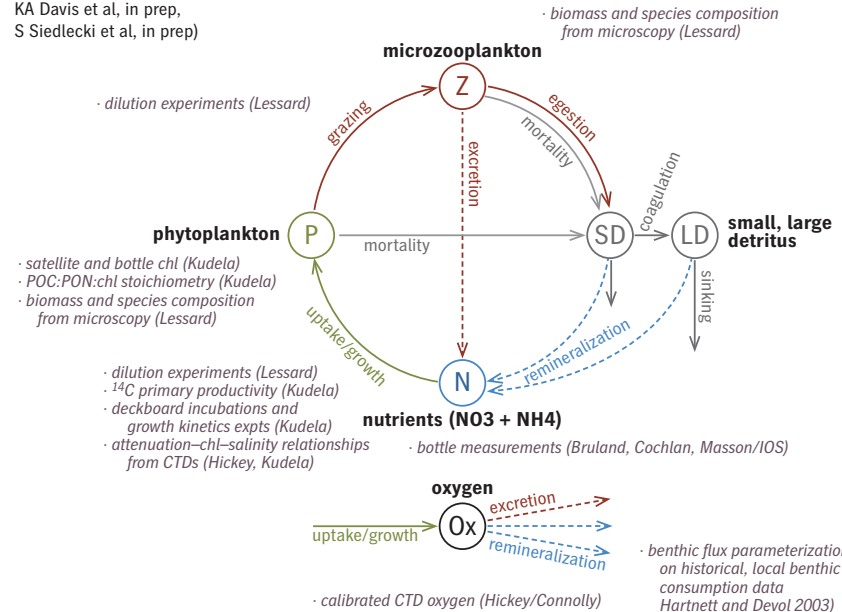 KA Davis et al, in prep,
S Siedlecki et al, in prep)
· biomass and species composition
from microscopy (Lessard)
microzooplankton
Z
· dilution experiments (Lessard)
grazing
egestion
mortality
excretion
coagulation
phytoplankton
P
mortality
SD
LD
small, large
detritus
· satellite and bottle chl (Kudela)
· POC:PON:chl stoichiometry (Kudela)
· biomass and species composition
from microscopy (Lessard)
sinking
uptake/growth
remineralization
· dilution experiments (Lessard)
· ¹⁴C primary productivity (Kudela)
· deckboard incubations and
growth kinetics expts
(Kudela)
· attenuation–chl–salinity relationships
from CTDs (Hickey, Kudela)
N
nutrients (NO3 + NH4)
· bottle measurements (Bruland, Cochlan, Masson/IOS)
oxygen
Ox
uptake/growth
excretion
remineralization
· benthic flux parameterization
on historical, local benthic
consumption data
Hartnett and Devol 2003)
· calibrated CTD oxygen (Hickey/Connolly)